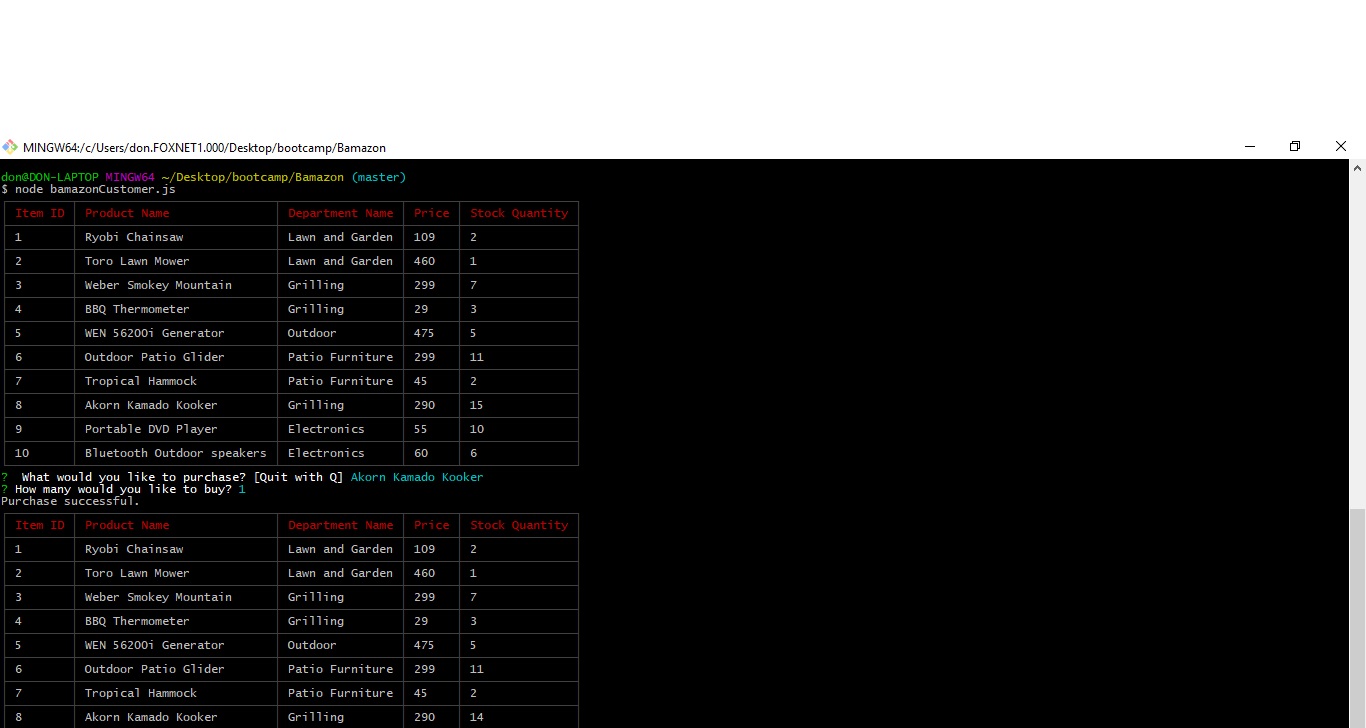 MINGW64:/c/Users/don.FOXNET1.000/Desktop/bootcamp/Bamazon
don@DON-LAPTOP MINGW64 ~/Desktop/bootcamp/Bamazon (master)
$ node bamazonCustomer.js
Item ID Product Name Department Name Price Stock Quantity
1 Ryobi Chainsaw Lawn and Garden 109 2
2 Toro Lawn Mower Lawn and Garden 460 1
3 Weber Smokey Mountain Grilling 299 7
4 BBQ Thermometer Grilling 29 3
5 WEN 56200i Generator Outdoor 475 5
6 Outdoor Patio Glider Patio Furniture 299 11
7 Tropical Hammock Patio Furniture 45 2
8 Akorn Kamado Kooker Grilling 290 15
9 Portable DVD Player Electronics 55 10
10 Bluetooth Outdoor speakers Electronics 60 6
? What would you like to purchase? [Quit with Q] Akorn Kamado Kooker
? How many would you like to buy? 1
Purchase successful.
Item ID Product Name Department Name Price Stock Quantity
1 Ryobi Chainsaw Lawn and Garden 109 2
2 Toro Lawn Mower Lawn and Garden 460 1
3 Weber Smokey Mountain Grilling 299 7
4 BBQ Thermometer Grilling 29 3
5 WEN 56200i Generator Outdoor 475 5
6 Outdoor Patio Glider Patio Furniture 299 11
7 Tropical Hammock Patio Furniture 45 2
8 Akorn Kamado Kooker Grilling 290 14